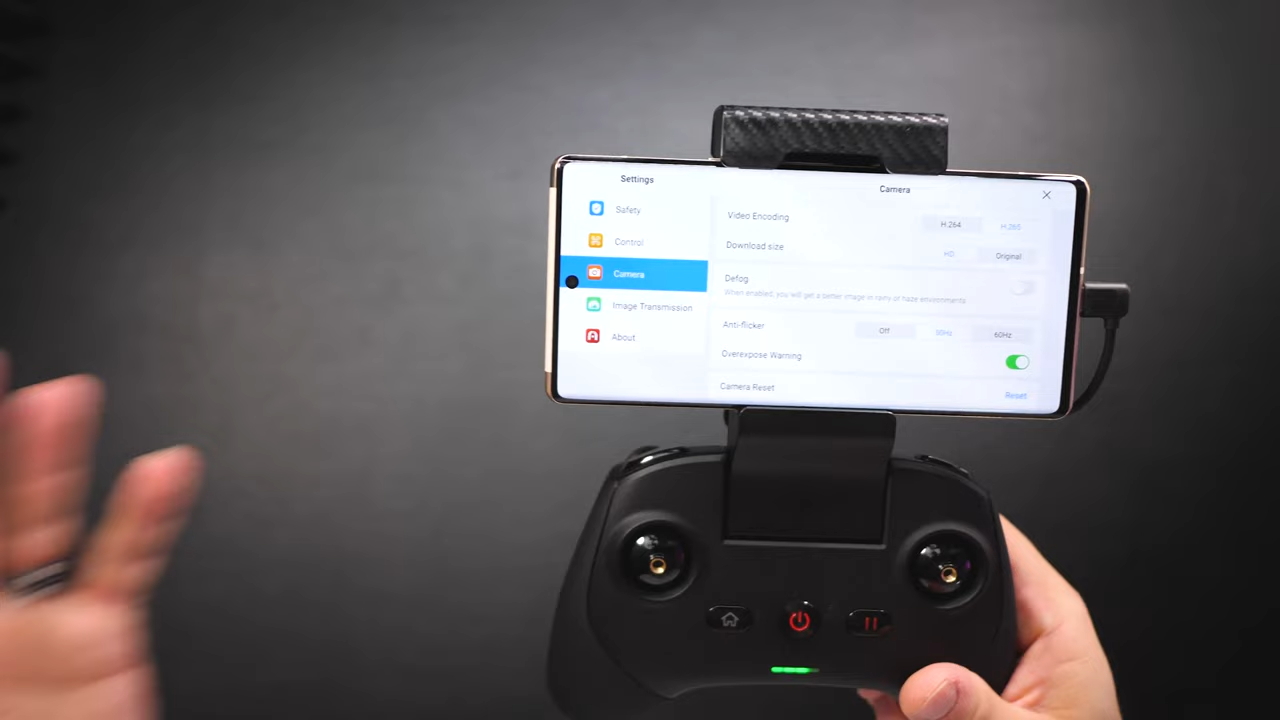 Settings
Safety
Control
Camera
Image Transmission
About
Camera
Video Encoding H.264 H.265
Download size HD Original
Defog
When enabled, you will get a better image in rainy or haze environments
Anti-flicker Off 50Hz 60Hz
Overexpose Warning
Camera Reset Reset